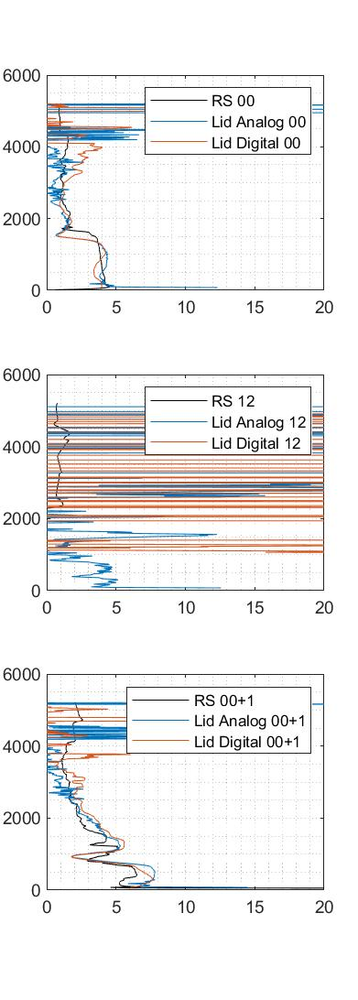 6000
RS 00
Lid Analog 00
4000
Lid Digital 00
2000
0
0 5 10 15 20
6000
RS 12
Lid Analog 12
4000
Lid Digital 12
2000
0
0 5 10 15 20
6000
RS 00+1
Lid Analog 00+1
4000
Lid Digital 00+1
2000
0
0 5 10 15 20